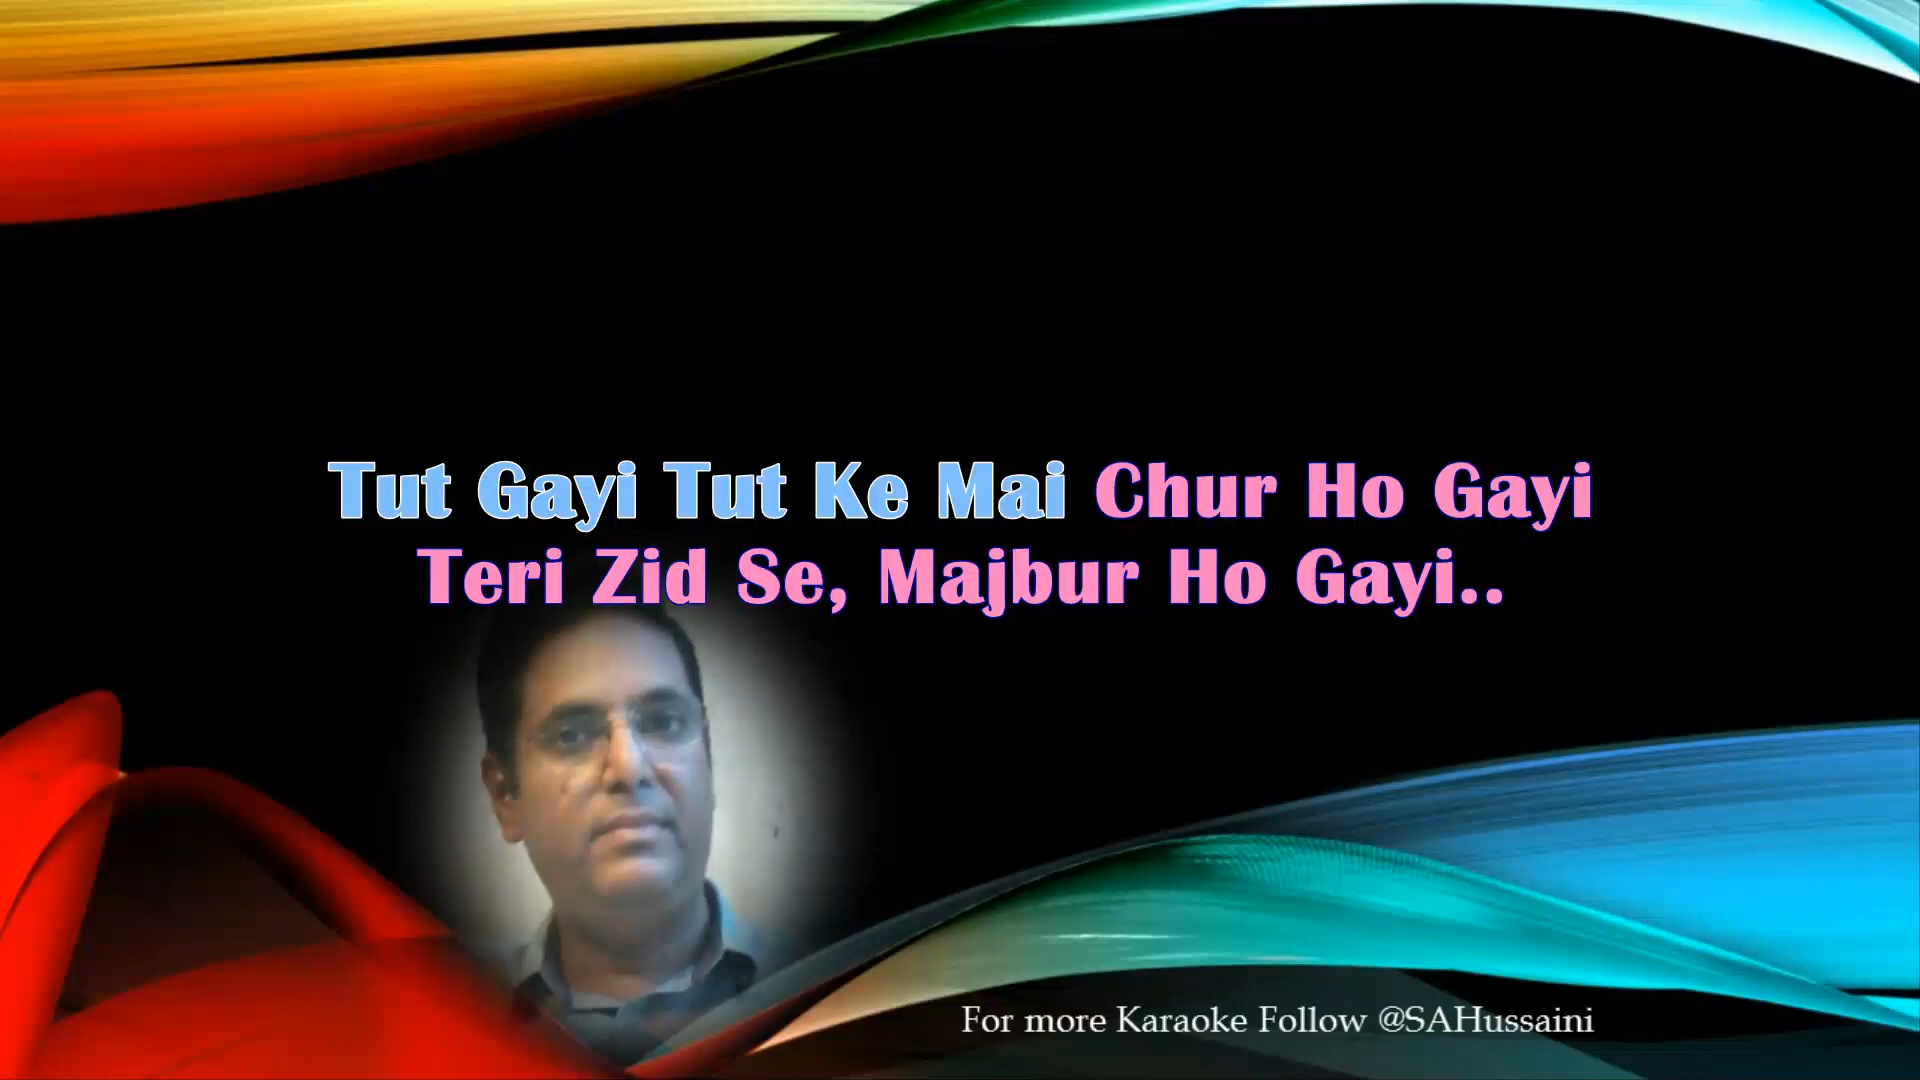 Tut Gayi Tut Ke Mai Chur Ho Gayi
Teri Zid Se, Majbur Ho Gayi..
For more Karaoke Follow @SAHussaini